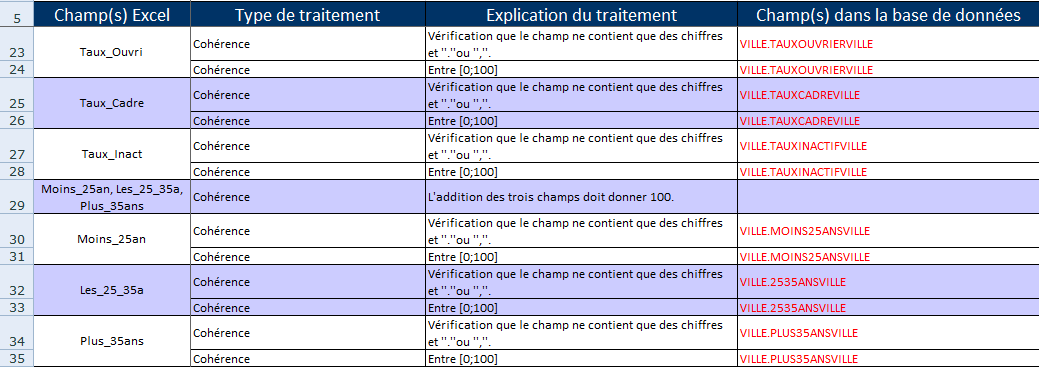 5 Champ(s) Excel Type de traitement Explication du traitement Champ(s) dans la base de données
23 Taux_Ouvri Cohérence Vérification que le champ ne contient que des chiffres
et "."ou ",". VILLE.TAUXOUVRIERVILLE
24 Cohérence Entre [0;100] VILLE.TAUXOUVRIERVILLE
25 Taux_Cadre Cohérence Vérification que le champ ne contient que des chiffres
et "."ou ",". VILLE.TAUXCADREVILLE
26 Cohérence Entre [0;100] VILLE.TAUXCADREVILLE
27 Taux_Inact Cohérence Vérification que le champ ne contient que des chiffres
et "."ou ",". VILLE.TAUXINACTIFVILLE
28 Cohérence Entre [0;100] VILLE.TAUXINACTIFVILLE
29 Moins_25an, Les_25_35a,
Plus_35ans Cohérence L'addition des trois champs doit donner 100.
30 Moins_25an Cohérence Vérification que le champ ne contient que des chiffres
et "."ou ",". VILLE.MOINS25ANSVILLE
31 Cohérence Entre [0;100] VILLE.MOINS25ANSVILLE
32 Les_25_35a Cohérence Vérification que le champ ne contient que des chiffres
et "."ou ",". VILLE.2535ANSVILLE
33 Cohérence Entre [0;100] VILLE.2535ANSVILLE
34 Plus_35ans Cohérence Vérification que le champ ne contient que des chiffres
et "."ou ",". VILLE.PLUS35ANSVILLE
35 Cohérence Entre [0;100] VILLE.PLUS35ANSVILLE